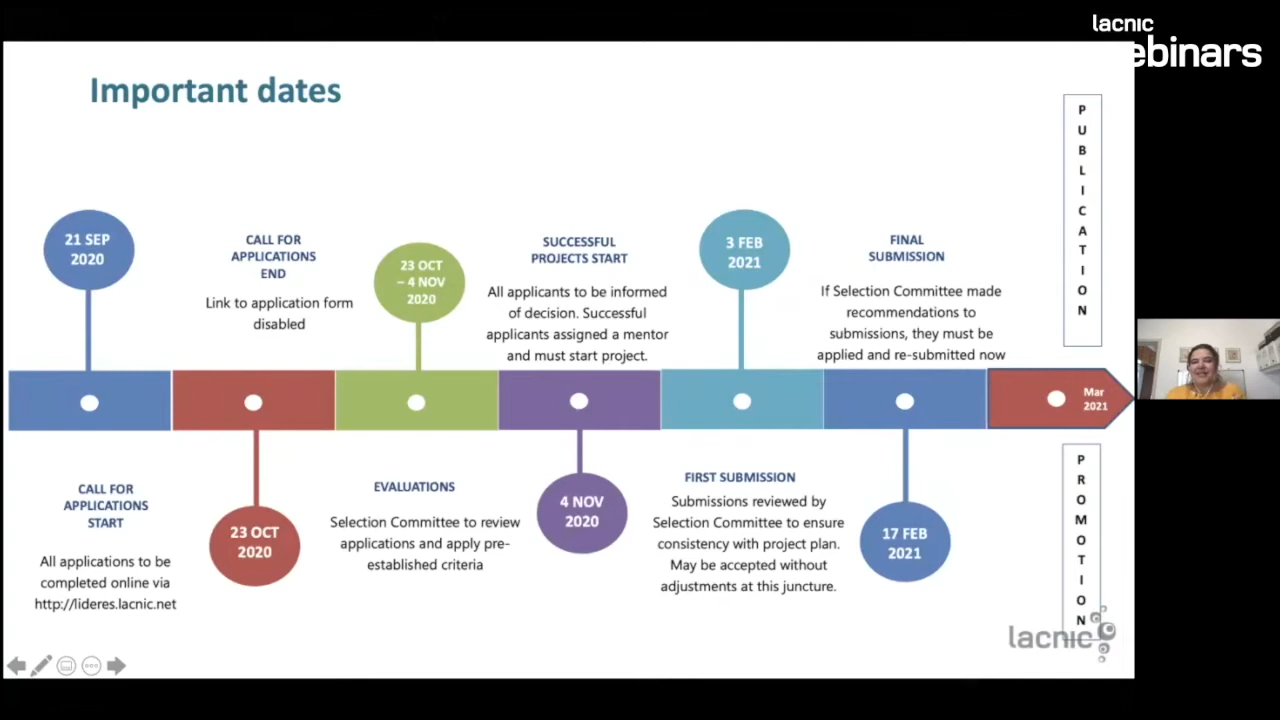 lacnic
ebinars
Important dates
21 SEP
2020
CALL FOR
APPLICATIONS
START
All applications to be
completed online via
http://lideres.lacnic.net
CALL FOR
APPLICATIONS
END
Link to application form
disabled
23 OCT
2020
23 OCT
– 4 NOV
2020
EVALUATIONS
Selection Committee to review
applications and apply pre-
established criteria
SUCCESSFUL
PROJECTS START
All applicants to be informed
of decision. Successful
applicants assigned a mentor
and must start project.
4 NOV
2020
3 FEB
2021
FIRST SUBMISSION
Submissions reviewed by
Selection Committee to ensure
consistency with project plan.
May be accepted without
adjustments at this juncture.
FINAL
SUBMISSION
If Selection Committee made
recommendations to
submissions, they must be
applied and re-submitted now
17 FEB
2021
PUBLICATION
Mar
2021
PROMOTION
lacnic